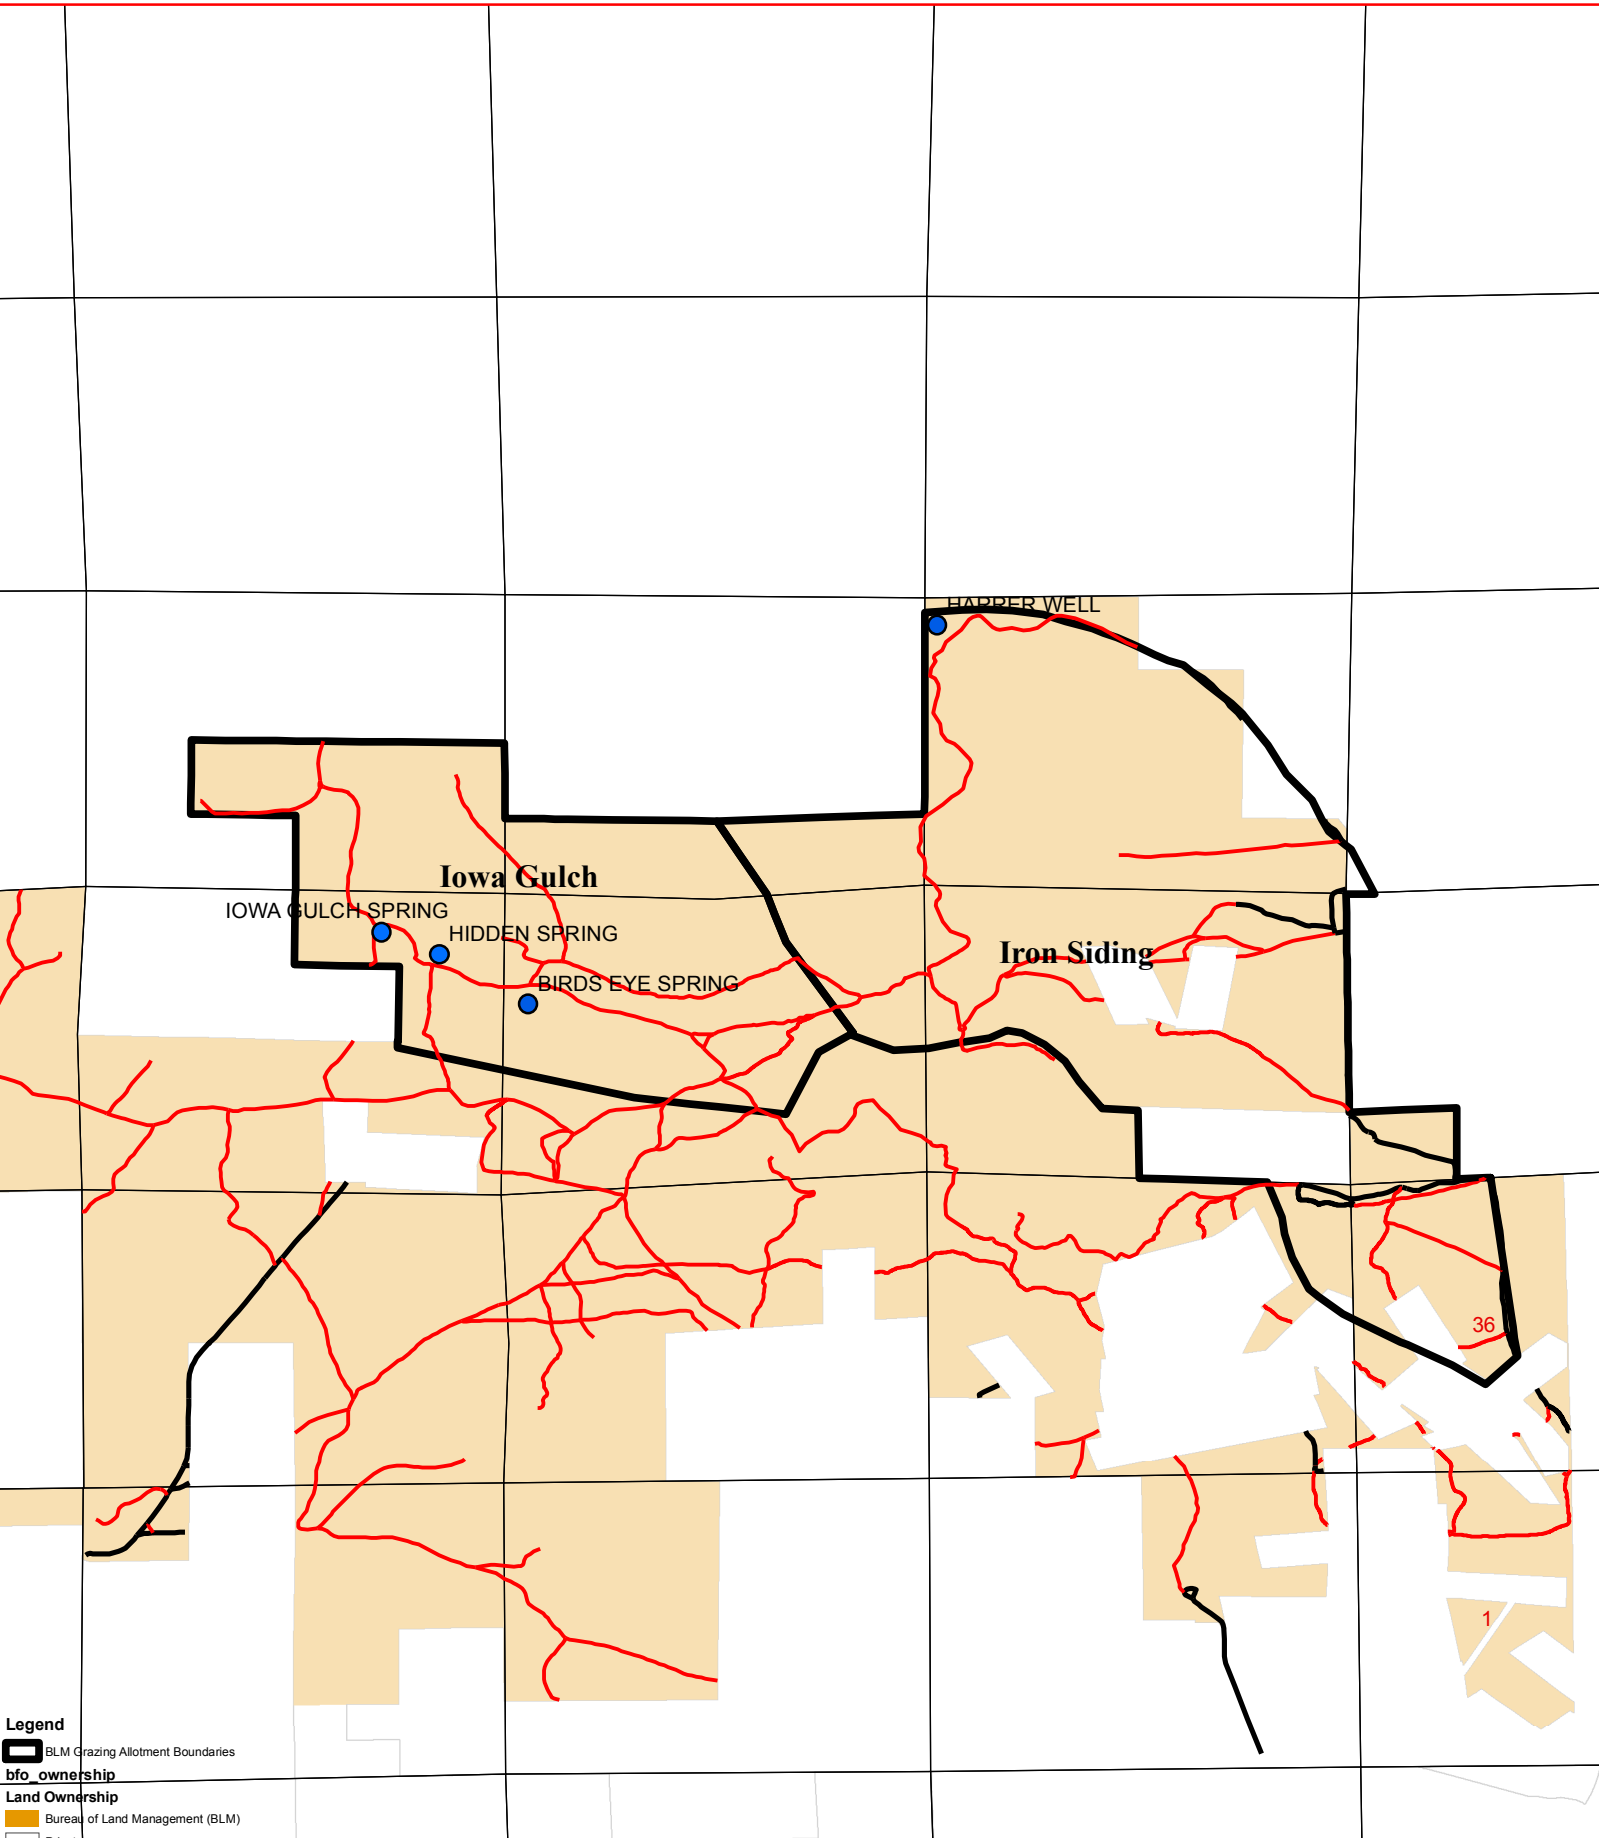 HARRER WELL
Iowa Gulch
IOWA GULCH SPRING
HIDDEN SPRING
Iron Siding
BIRDS EYE SPRING
36
1
Legend
BLM Grazing Allotment Boundaries
bfo_ownership
Land Ownership
Bureau of Land Management (BLM)